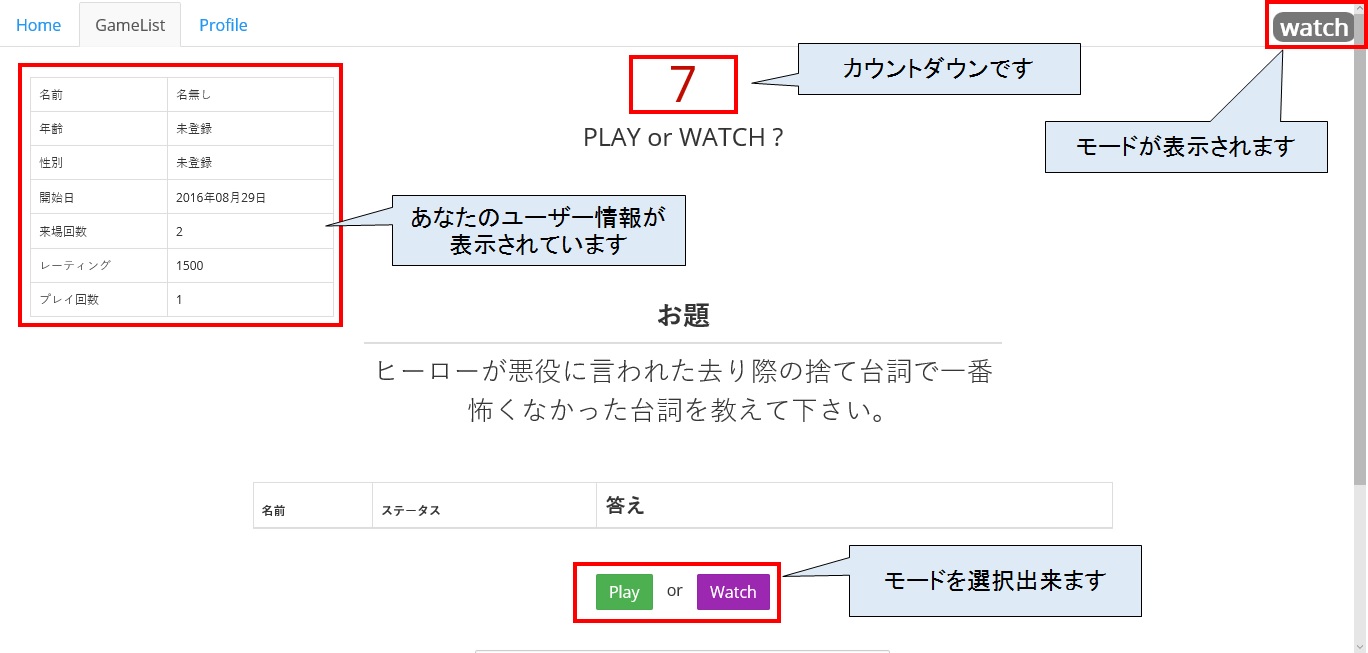 Home GameList Profile
watch
7
カウントダウンです
PLAY or WATCH ?
モードが表示されます
名前 名無し
年齢 未登録
性別 未登録
開始日 2016年08月29日
来場回数 2
レーティング 1500
プレイ回数 1
あなたのユーザー情報が
表示されています
お題
ヒーローが悪役に言われた去り際の捨て台詞で一番
怖くなかった台詞を教えて下さい。
名前 ステータス 答え
Play or Watch
モードを選択出来ます